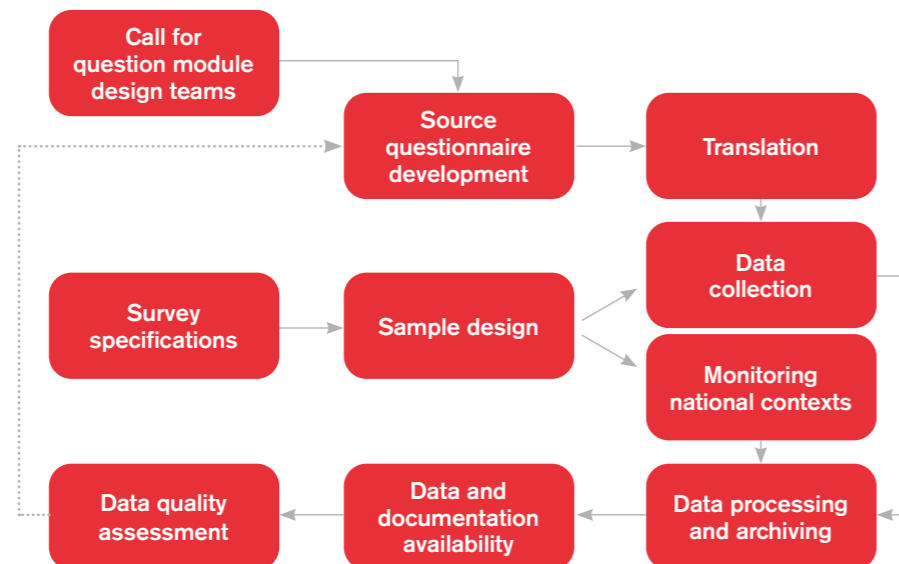 Call for
question module
design teams
Source
questionnaire
development
Translation
Survey
specifications
Sample design
Data
collection
Monitoring
national contexts
Data quality
assessment
Data and
documentation
availability
Data processing
and archiving